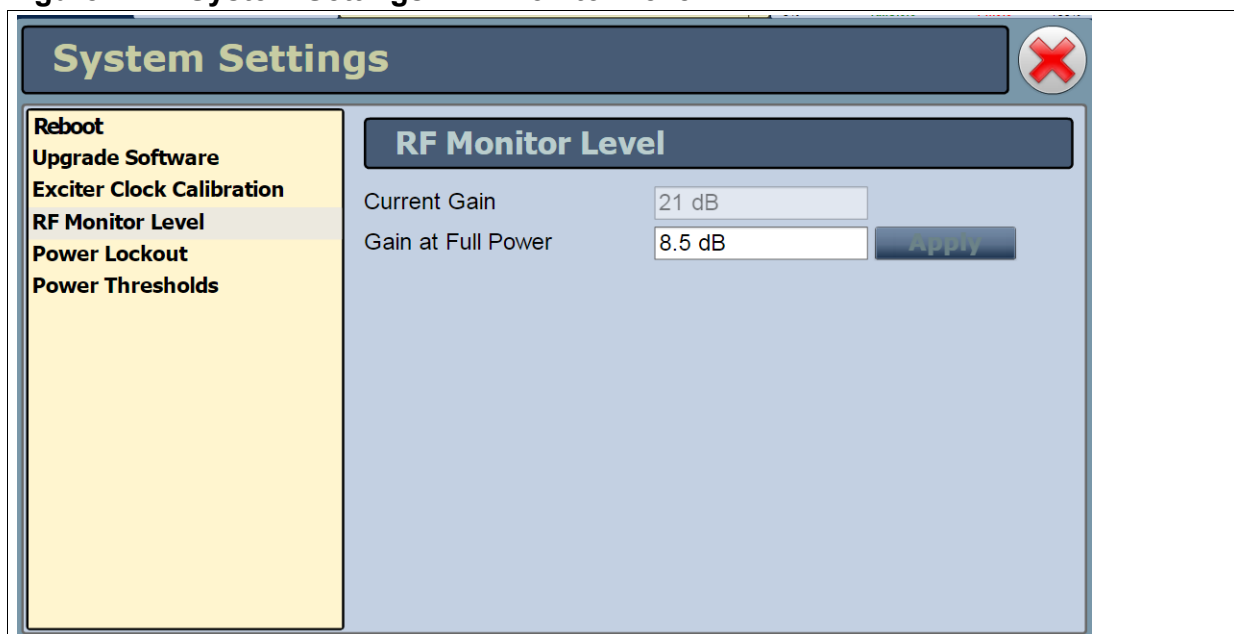 System Settings
Reboot
Upgrade Software
Exciter Clock Calibration
RF Monitor Level
Power Lockout
Power Thresholds
RF Monitor Level
Current Gain 21 dB
Gain at Full Power 8.5 dB Apply